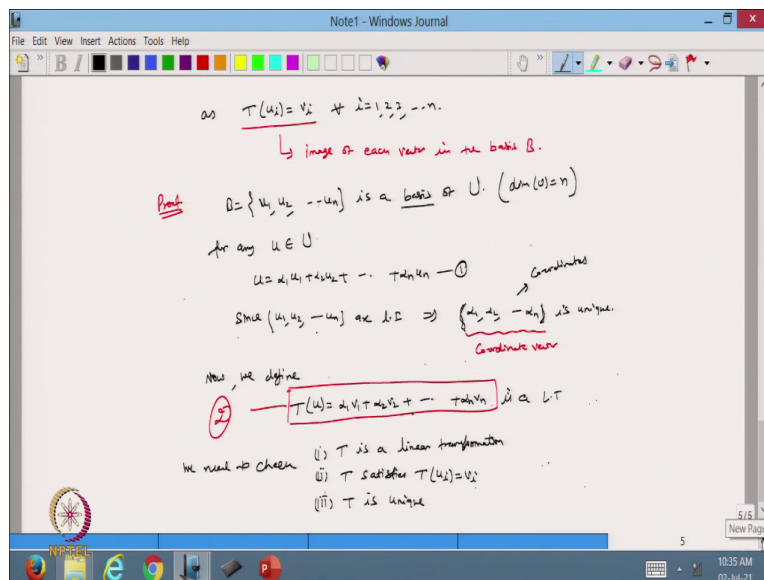 Note1 - Windows Journal
File Edit View Insert Actions Tools Help
as T(ui) = vi ∀ i=1,2,3, --n.
↳ image of each vector in the basis B.
Proof B={u1, u2, --un} is a basis of U. (dim(U)=n)
for any u ∈ U
u = α1u1+α2u2+ -- +αnun —①
Coordinates
Since {u1, u2, —un} are L.I ⇒ {α1, α2, —αn} is unique.
Coordinate vector
Now, we define
② — T(u) = α1v1+α2v2+ --- +αnvn is a L.T
we need to check (i) T is a linear transformation
(ii) T satisfies T(ui)=vi
(iii) T is unique
NPTEL
5/5
New Page
5
10:35 AM
02-Jul-21